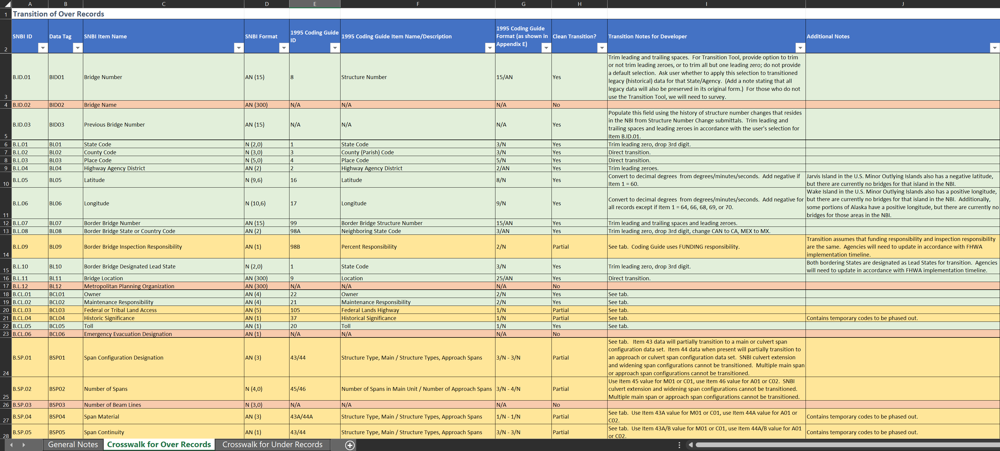 A B C D E F G H I J
1 Transition of Over Records
2 SNBI ID Data Tag SNBI Item Name SNBI Format 1995 Coding Guide ID 1995 Coding Guide Item Name/Description 1995 Coding Guide Format (as shown in Appendix E) Clean Transition? Transition Notes for Developer Additional Notes
3 B.ID.01 BID01 Bridge Number AN (15) 8 Structure Number 15/AN Yes
Trim leading and trailing spaces. For Transition Tool, provide option to trim
or not trim leading zeroes, or to trim all but one leading zero; do not provide
a default selection. Ask user whether to apply this selection to transitioned
legacy (historical) data for that State/Agency. (Add a note stating that all
legacy data will also be preserved in its original form.) For those who do not
use the Transition Tool, we will need to survey.
4 B.ID.02 BID02 Bridge Name AN (300) N/A N/A N/A No
5 B.ID.03 BID03 Previous Bridge Number AN (15) N/A N/A N/A Yes
Populate this field using the history of structure number changes that resides
in the NBI from Structure Number Change submittals. Trim leading and
trailing spaces and leading zeroes in accordance with the user's selection for
Item B.ID.01.
6 B.L.01 BL01 State Code N (2,0) 1 State Code 3/N Yes Trim leading zero, drop 3rd digit.
7 B.L.02 BL02 County Code N (3,0) 3 County (Parish) Code 3/N Yes Direct transition.
8 B.L.03 BL03 Place Code N (5,0) 4 Place Code 5/N Yes Direct transition.
9 B.L.04 BL04 Highway Agency District AN (2) 2 Highway Agency District 2/AN Yes Trim leading zeroes.
10 B.L.05 BL05 Latitude N (9,6) 16 Latitude 8/N Yes
Convert to decimal degrees from degrees/minutes/seconds. Add negative if
Item 1 = 60.
Jarvis Island in the U.S. Minor Outlying Islands also has a negative latitude,
but there are currently no bridges for that island in the NBI.
11 B.L.06 BL06 Longitude N (10,6) 17 Longitude 9/N Yes
Convert to decimal degrees from degrees/minutes/seconds. Add negative for
all records except if Item 1 = 64, 66, 68, 69, or 70.
Wake Island in the U.S. Minor Outlying Islands also has a positive longitude,
but there are currently no bridges for that island in the NBI. Additionally,
some portions of Alaska have a positive longitude, but there are currently no
bridges for those areas in the NBI.
12 B.L.07 BL07 Border Bridge Number AN (15) 99 Border Bridge Structure Number 15/AN Yes Trim leading and trailing spaces and leading zeroes.
13 B.L.08 BL08 Border Bridge State or Country Code AN (2) 98A Neighboring State Code 3/AN Yes Trim leading zero, drop 3rd digit, change CAN to CA, MEX to MX.
14 B.L.09 BL09 Border Bridge Inspection Responsibility AN (1) 98B Percent Responsibility 2/N Partial See tab. Coding Guide uses FUNDING responsibility.
Transition assumes that funding responsibility and inspection responsibility
are the same. Agencies will need to update in accordance with FHWA
implementation timeline.
15 B.L.10 BL10 Border Bridge Designated Lead State N (2,0) 1 State Code 3/N Yes Trim leading zero, drop 3rd digit.
Both bordering States are designated as Lead States for transition. Agencies
will need to update in accordance with FHWA implementation timeline.
16 B.L.11 BL11 Bridge Location AN (300) 9 Location 25/AN Yes Direct transition.
17 B.L.12 BL12 Metropolitan Planning Organization AN (300) N/A N/A N/A No
18 B.CL.01 BCL01 Owner AN (4) 22 Owner 2/N Yes See tab.
19 B.CL.02 BCL02 Maintenance Responsibility AN (4) 21 Maintenance Responsibility 2/N Yes See tab.
20 B.CL.03 BCL03 Federal or Tribal Land Access AN (5) 105 Federal Lands Highway 1/N Partial See tab.
21 B.CL.04 BCL04 Historic Significance AN (1) 37 Historical Significance 1/N Partial See tab. Contains temporary codes to be phased out.
22 B.CL.05 BCL05 Toll AN (1) 20 Toll 1/N Yes See tab.
23 B.CL.06 BCL06 Emergency Evacuation Designation AN (1) N/A N/A N/A No
24 B.SP.01 BSP01 Span Configuration Designation AN (3) 43/44 Structure Type, Main / Structure Types, Approach Spans 3/N - 3/N Partial
See tab. Item 43 data will partially transition to a main or culvert span
configuration data set. Item 44 data when present will partially transition to
an approach or culvert span configuration data set. SNBI culvert extension
and widening span configurations cannot be transitioned. Multiple main span
or approach span configurations cannot be transitioned.
25 B.SP.02 BSP02 Number of Spans N (4,0) 45/46 Number of Spans in Main Unit / Number of Approach Spans 3/N - 4/N Partial
Use Item 45 value for M01 or C01, use Item 46 value for A01 or C02. SNBI
culvert extension and widening span configurations cannot be transitioned.
Multiple main span or approach span configurations cannot be transitioned.
26 B.SP.03 BSP03 Number of Beam Lines N (3,0) N/A N/A N/A No
27 B.SP.04 BSP04 Span Material AN (3) 43A/44A Structure Type, Main / Structure Types, Approach Spans 1/N - 1/N Partial
See tab. Use Item 43A value for M01 or C01, use Item 44A value for A01 or
C02.
Contains temporary codes to be phased out.
28 B.SP.05 BSP05 Span Continuity AN (1) 43/44 Structure Type, Main / Structure Types, Approach Spans 3/N - 3/N Partial
See tab. Use Item 43A/B value for M01 or C01, use Item 44A/B value for A01
or C02.
Contains temporary codes to be phased out.
General Notes Crosswalk for Over Records Crosswalk for Under Records